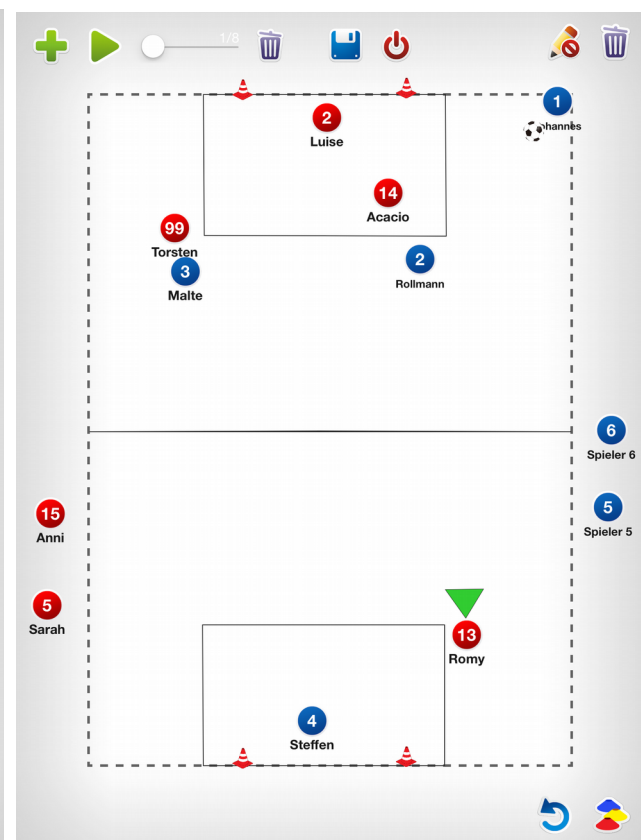 1/8
1
hannes
2
Luise
14
Acacio
99
Torsten
3
Malte
2
Rollmann
6
Spieler 6
5
Spieler 5
15
Anni
5
Sarah
13
Romy
4
Steffen